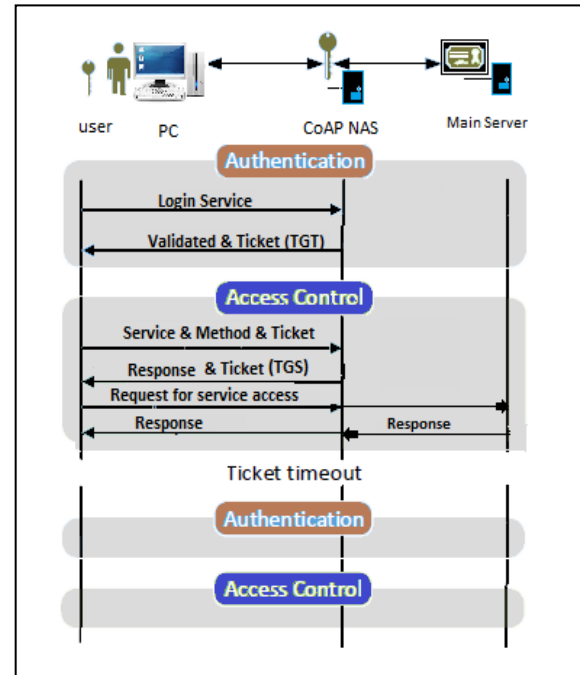 user
PC
CoAP NAS
Main Server
Authentication
Login Service
Validated & Ticket (TGT)
Access Control
Service & Method & Ticket
Response & Ticket (TGS)
Request for service access
Response
Response
Ticket timeout
Authentication
Access Control